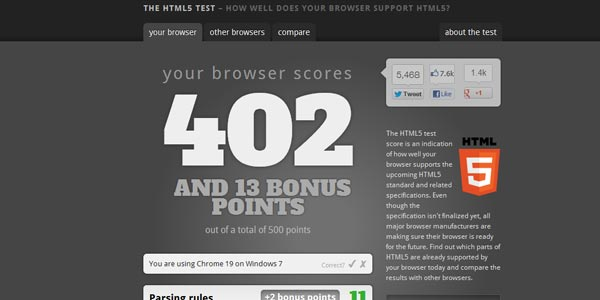 THE HTML5 TEST – HOW WELL DOES YOUR BROWSER SUPPORT HTML5?
your browser other browsers compare about the test
your browser scores
402
AND 13 BONUS
POINTS
out of a total of 500 points
5,468 7.6k 1.4k
Tweet Like +1
The HTML5 test
score is an indication
of how well your
browser supports the
upcoming HTML5
standard and related
specifications. Even
though the
specification isn't finalized yet, all
major browser manufacturers are
making sure their browser is ready
for the future. Find out which parts of
HTML5 are already supported by
your browser today and compare the
results with other browsers.
HTML
5
You are using Chrome 19 on Windows 7 Correct? ✓ ✗
Parsing rules +2 bonus points 11